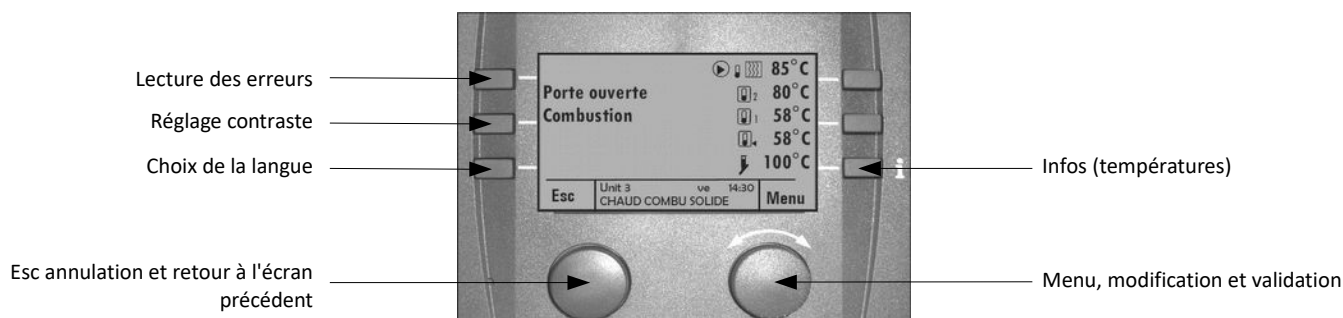 Lecture des erreurs
Réglage contraste
Choix de la langue
Esc annulation et retour à l'écran
précédent
85°C
Porte ouverte
2 80°C
Combustion
1 58°C
58°C
100°C
Esc
Unit 3 ve 14:30
CHAUD COMBU SOLIDE
Menu
i
Infos (températures)
Menu, modification et validation